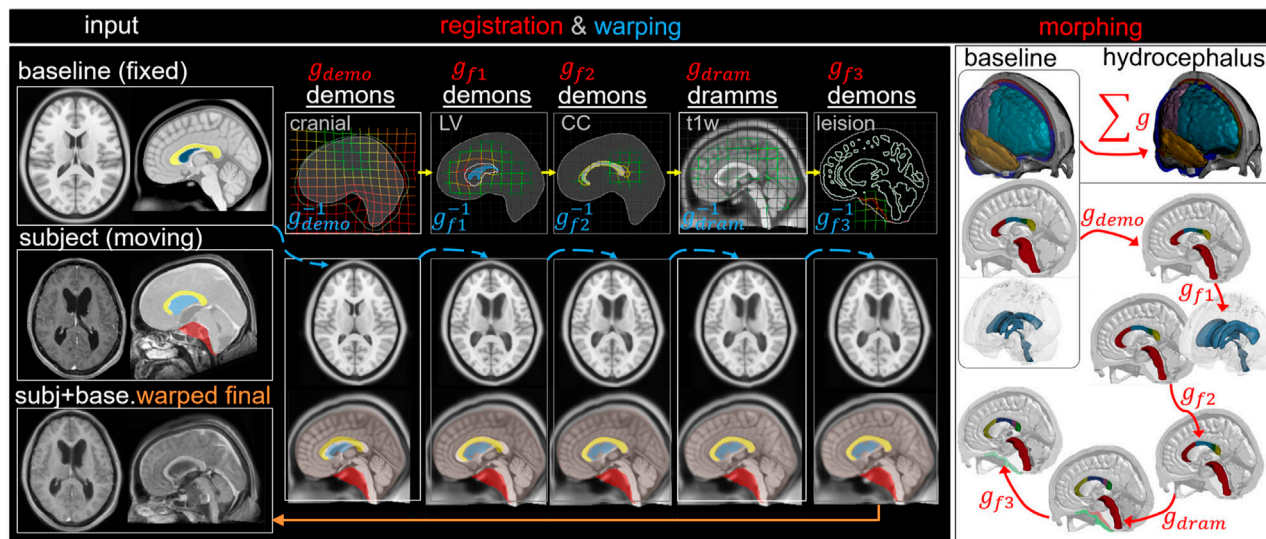 input
registration & warping
morphing
baseline (fixed)
subject (moving)
subj+base.warped final
g_demo
demons
g_f1
demons
g_f2
demons
g_dram
dramms
g_f3
demons
cranial
LV
CC
t1w
leision
g_demo^-1
g_f1^-1
g_f2^-1
g_dram^-1
g_f3^-1
baseline
hydrocephalus
∑ g
g_demo
g_f1
g_f2
g_dram
g_f3